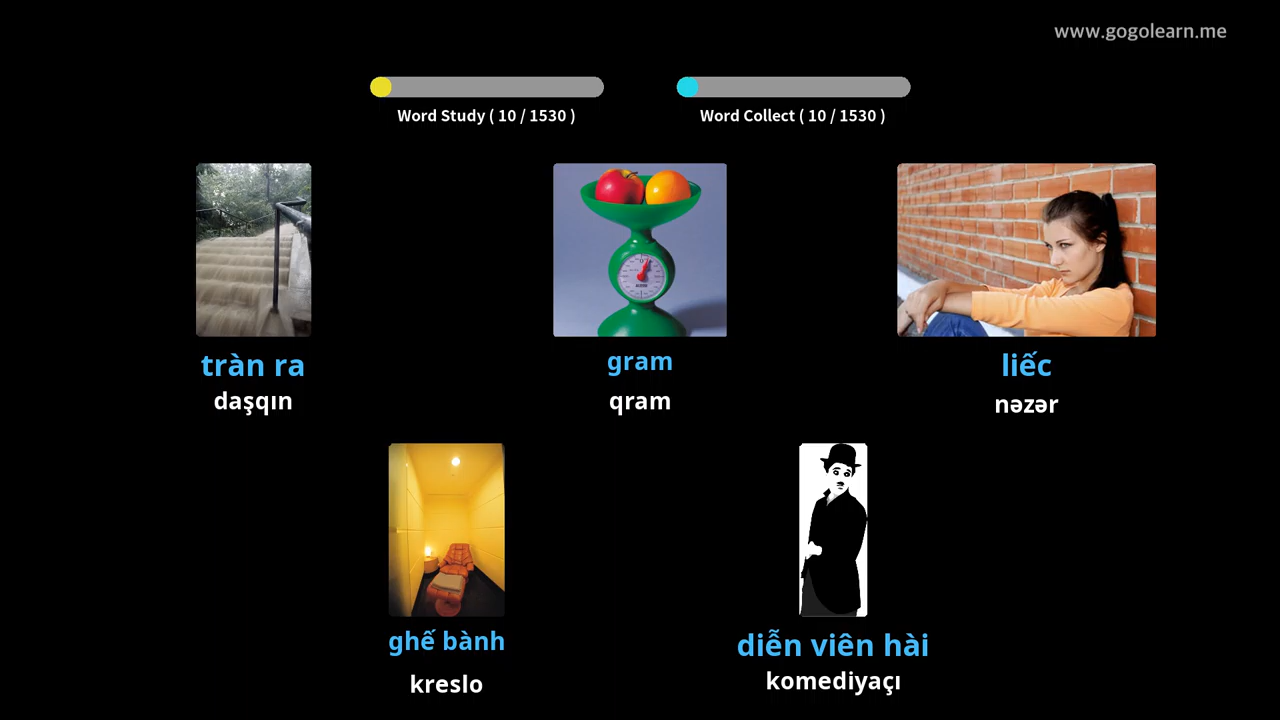 www.gogolearn.me
Word Study ( 10 / 1530 )
Word Collect ( 10 / 1530 )
tràn ra
daşqın
gram
qram
liếc
nəzər
ghế bành
kreslo
diễn viên hài
komediyaçı